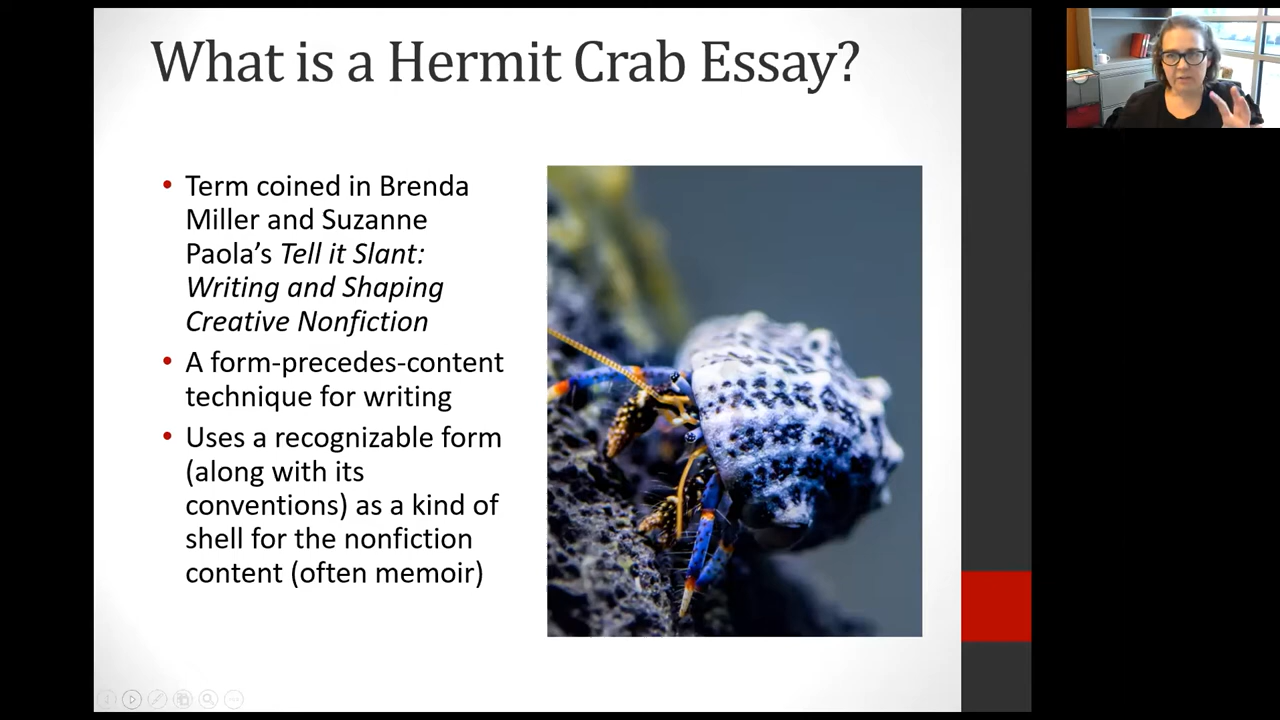 What is a Hermit Crab Essay?
• Term coined in Brenda
Miller and Suzanne
Paola’s Tell it Slant:
Writing and Shaping
Creative Nonfiction
• A form-precedes-content
technique for writing
• Uses a recognizable form
(along with its
conventions) as a kind of
shell for the nonfiction
content (often memoir)